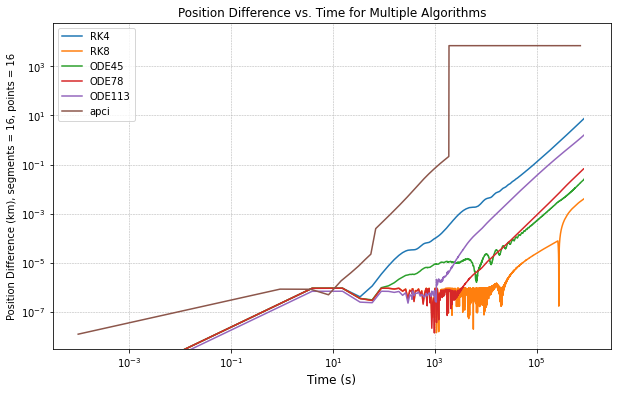 Position Difference vs. Time for Multiple Algorithms
Position Difference (km), segments = 16, points = 16
RK4
RK8
ODE45
ODE78
ODE113
apci
10³
10¹
10⁻¹
10⁻³
10⁻⁵
10⁻⁷
10⁻³
10⁻¹
10¹
10³
10⁵
Time (s)